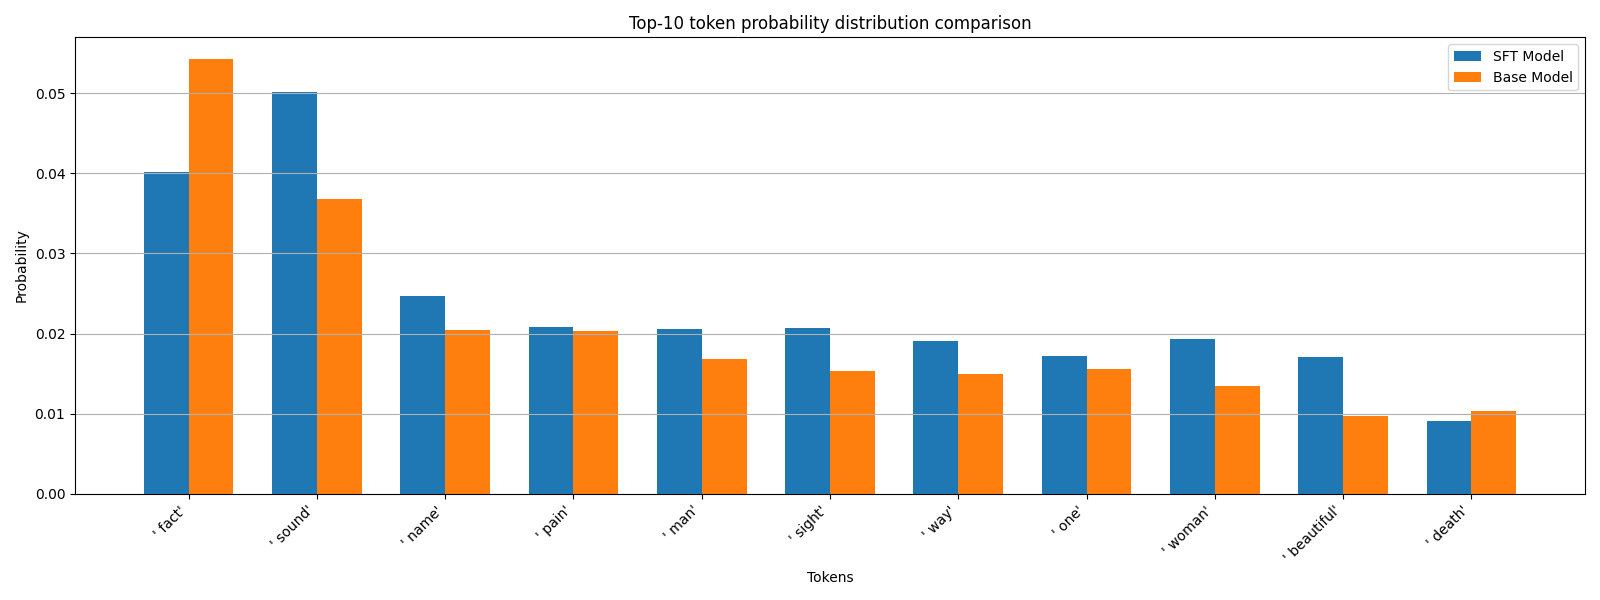 Top-10 token probability distribution comparison
SFT Model
Base Model
Probability
0.05
0.04
0.03
0.02
0.01
0.00
' fact'
' sound'
' name'
' pain'
' man'
' sight'
' way'
' one'
' woman'
' beautiful'
' death'
Tokens